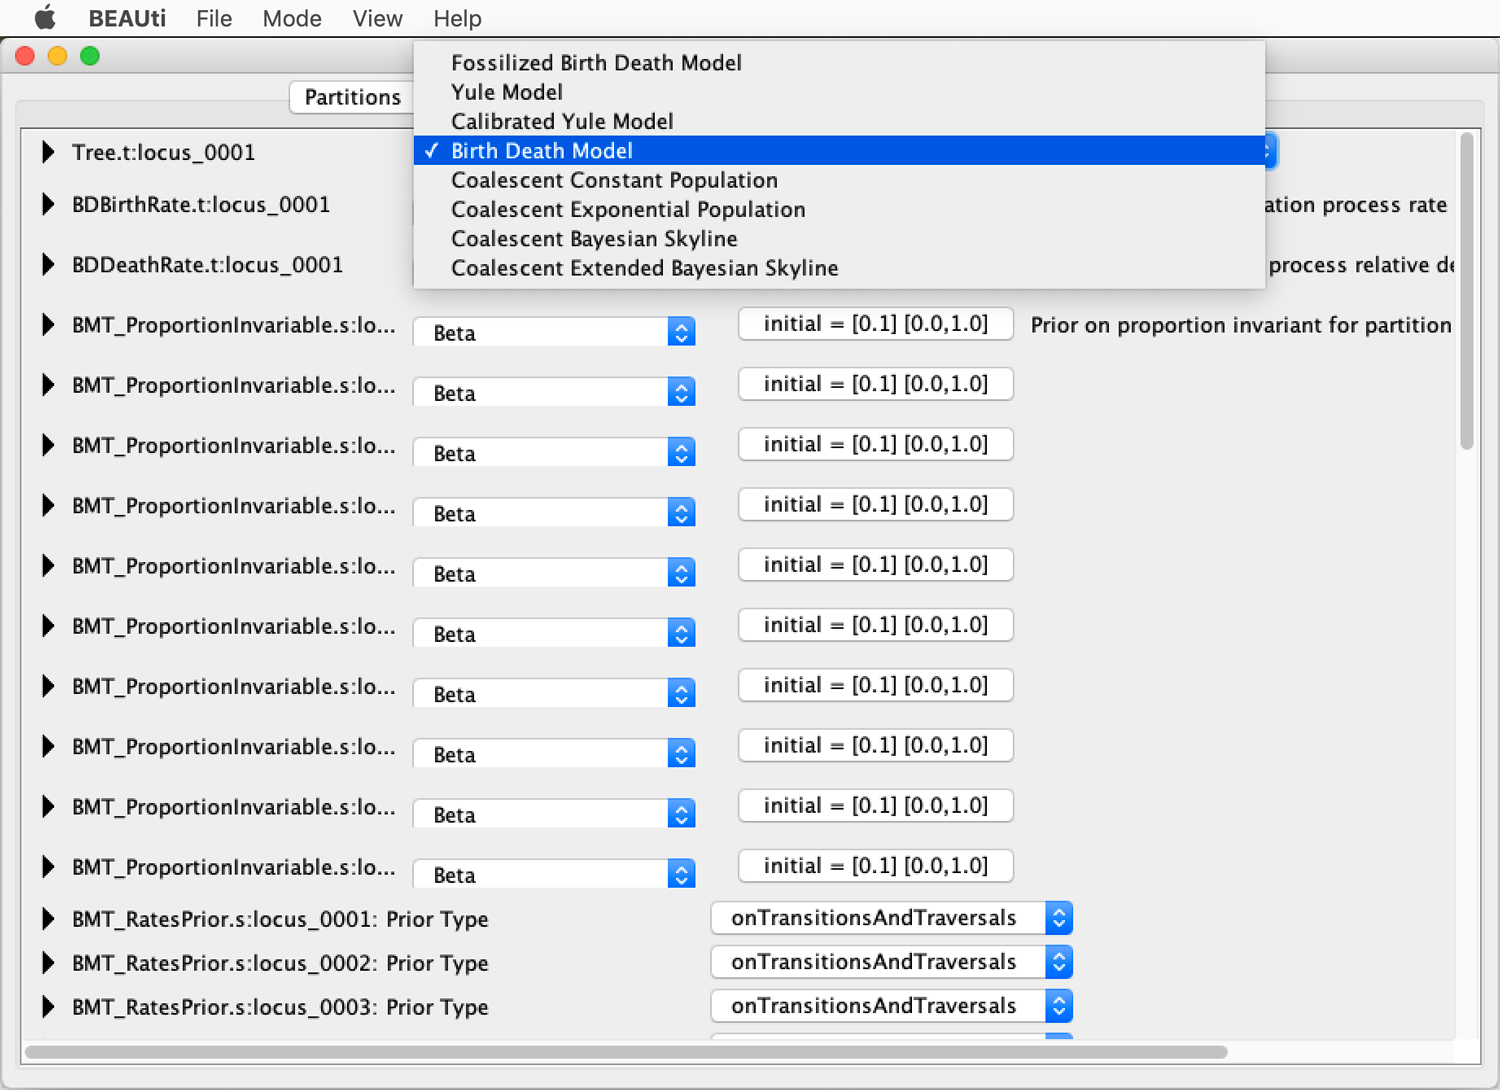 BEAUti File Mode View Help
Fossilized Birth Death Model
Yule Model
Partitions
Calibrated Yule Model
Tree.t:locus_0001 ✓ Birth Death Model
Coalescent Constant Population
BDBirthRate.t:locus_0001 Coalescent Exponential Population ation process rate
Coalescent Bayesian Skyline
BDDeathRate.t:locus_0001 Coalescent Extended Bayesian Skyline process relative de
BMT_ProportionInvariable.s:lo... Beta initial = [0.1] [0.0,1.0] Prior on proportion invariant for partition
BMT_ProportionInvariable.s:lo... Beta initial = [0.1] [0.0,1.0]
BMT_ProportionInvariable.s:lo... Beta initial = [0.1] [0.0,1.0]
BMT_ProportionInvariable.s:lo... Beta initial = [0.1] [0.0,1.0]
BMT_ProportionInvariable.s:lo... Beta initial = [0.1] [0.0,1.0]
BMT_ProportionInvariable.s:lo... Beta initial = [0.1] [0.0,1.0]
BMT_ProportionInvariable.s:lo... Beta initial = [0.1] [0.0,1.0]
BMT_ProportionInvariable.s:lo... Beta initial = [0.1] [0.0,1.0]
BMT_ProportionInvariable.s:lo... Beta initial = [0.1] [0.0,1.0]
BMT_ProportionInvariable.s:lo... Beta initial = [0.1] [0.0,1.0]
BMT_RatesPrior.s:locus_0001: Prior Type onTransitionsAndTraversals
BMT_RatesPrior.s:locus_0002: Prior Type onTransitionsAndTraversals
BMT_RatesPrior.s:locus_0003: Prior Type onTransitionsAndTraversals